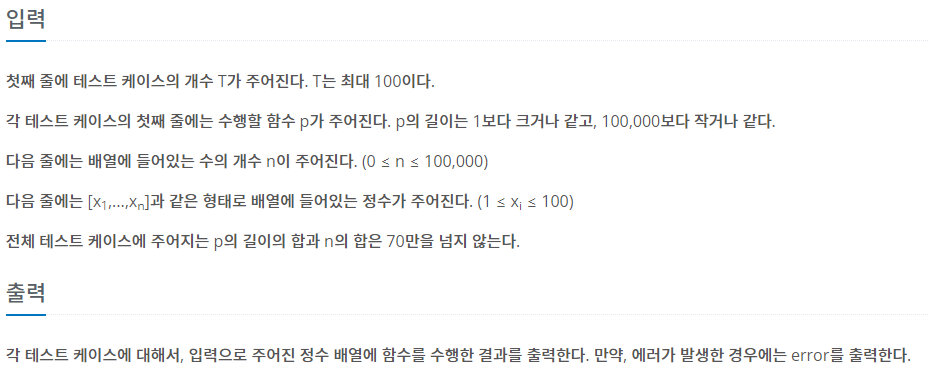 입력
첫째 줄에 테스트 케이스의 개수 T가 주어진다. T는 최대 100이다.
각 테스트 케이스의 첫째 줄에는 수행할 함수 p가 주어진다. p의 길이는 1보다 크거나 같고, 100,000보다 작거나 같다.
다음 줄에는 배열에 들어있는 수의 개수 n이 주어진다. (0 ≤ n ≤ 100,000)
다음 줄에는 [x1,...,xn]과 같은 형태로 배열에 들어있는 정수가 주어진다. (1 ≤ xi ≤ 100)
전체 테스트 케이스에 주어지는 p의 길이의 합과 n의 합은 70만을 넘지 않는다.
출력
각 테스트 케이스에 대해서, 입력으로 주어진 정수 배열에 함수를 수행한 결과를 출력한다. 만약, 에러가 발생한 경우에는 error를 출력한다.